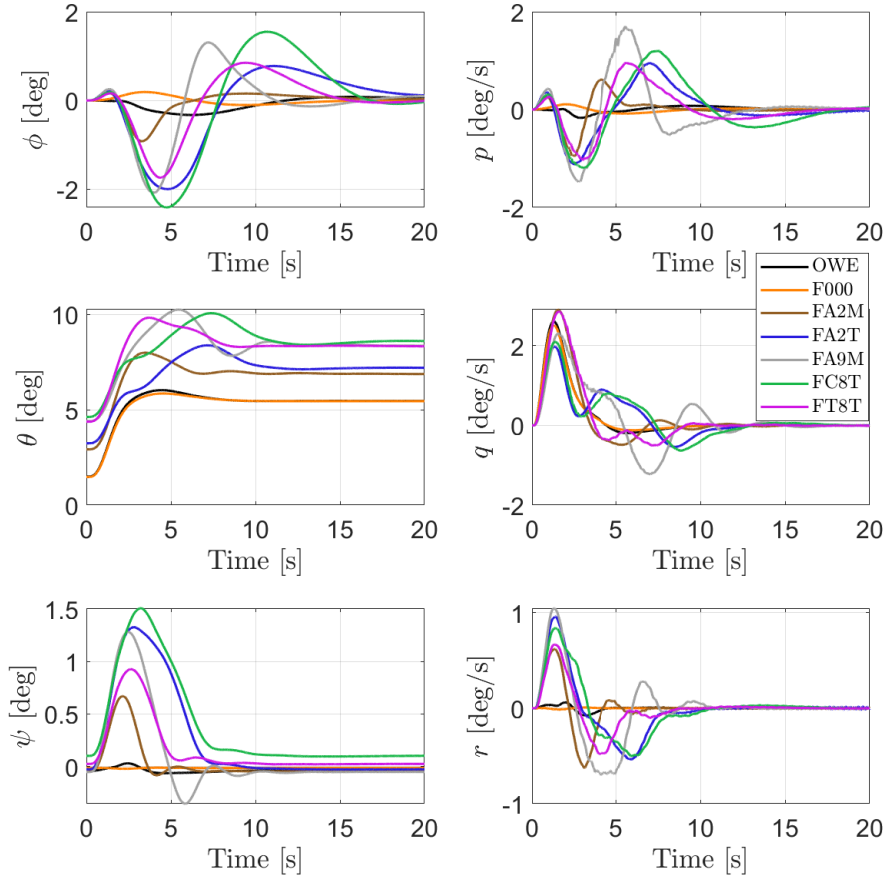 2
0
-2
ϕ [deg]
0 5 10 15 20
Time [s]
2
0
-2
p [deg/s]
0 5 10 15 20
Time [s]
OWE
F000
FA2M
FA2T
FA9M
FC8T
FT8T
10
5
0
θ [deg]
0 5 10 15 20
Time [s]
2
0
-2
q [deg/s]
0 5 10 15 20
Time [s]
1.5
1
0.5
0
ψ [deg]
0 5 10 15 20
Time [s]
1
0
-1
r [deg/s]
0 5 10 15 20
Time [s]